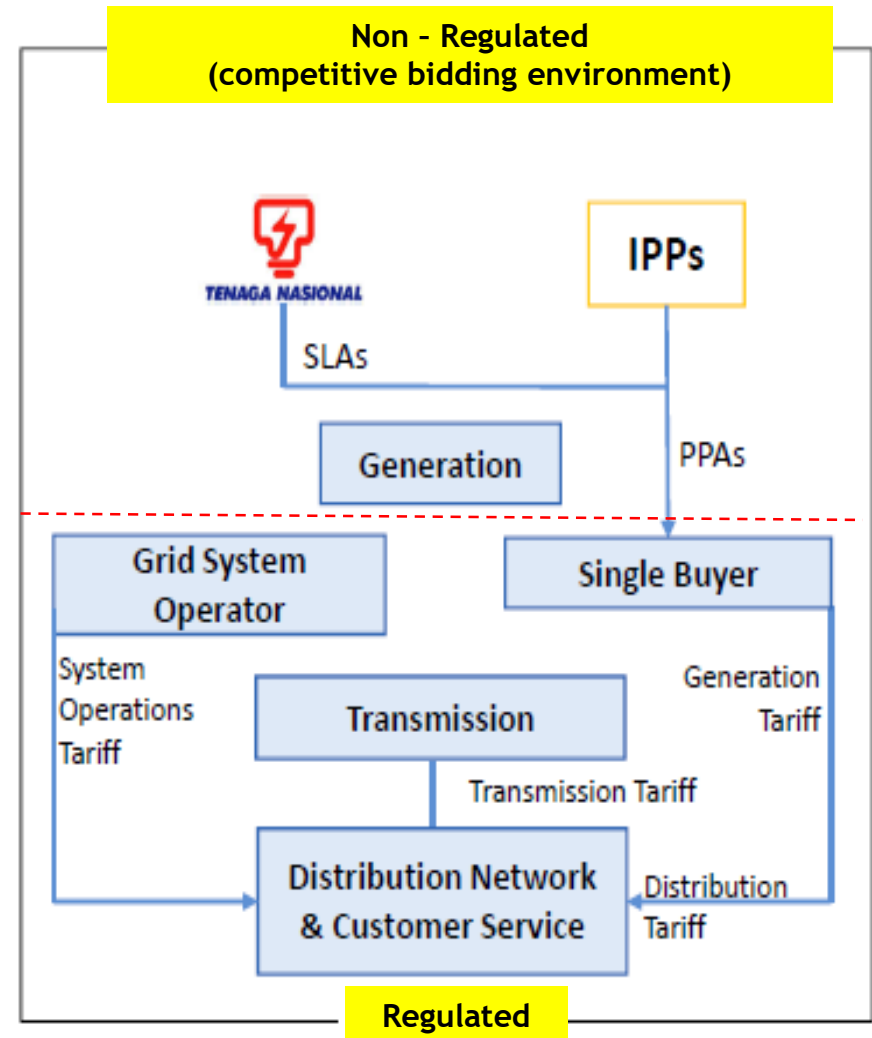 Non – Regulated
(competitive bidding environment)
TENAGA NASIONAL
IPPs
SLAs
PPAs
Generation
Grid System
Operator
Single Buyer
System
Operations
Tariff
Generation
Tariff
Transmission
Transmission Tariff
Distribution Network
& Customer Service
Distribution
Tariff
Regulated